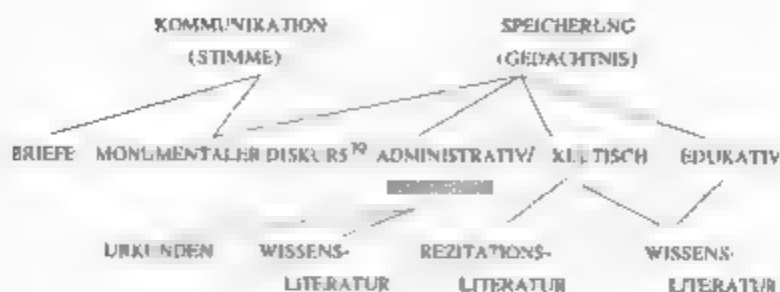 KOMMUNIKATION SPEICHERUNG
(STIMME) (GEDÄCHTNIS)
BRIEFE MONUMENTALER DISKURS ADMINISTRATIV/ KULTISCH EDUKATIV
URKUNDEN WISSENS- REZITATIONS- WISSENS-
LITERATUR LITERATUR LITERATUR